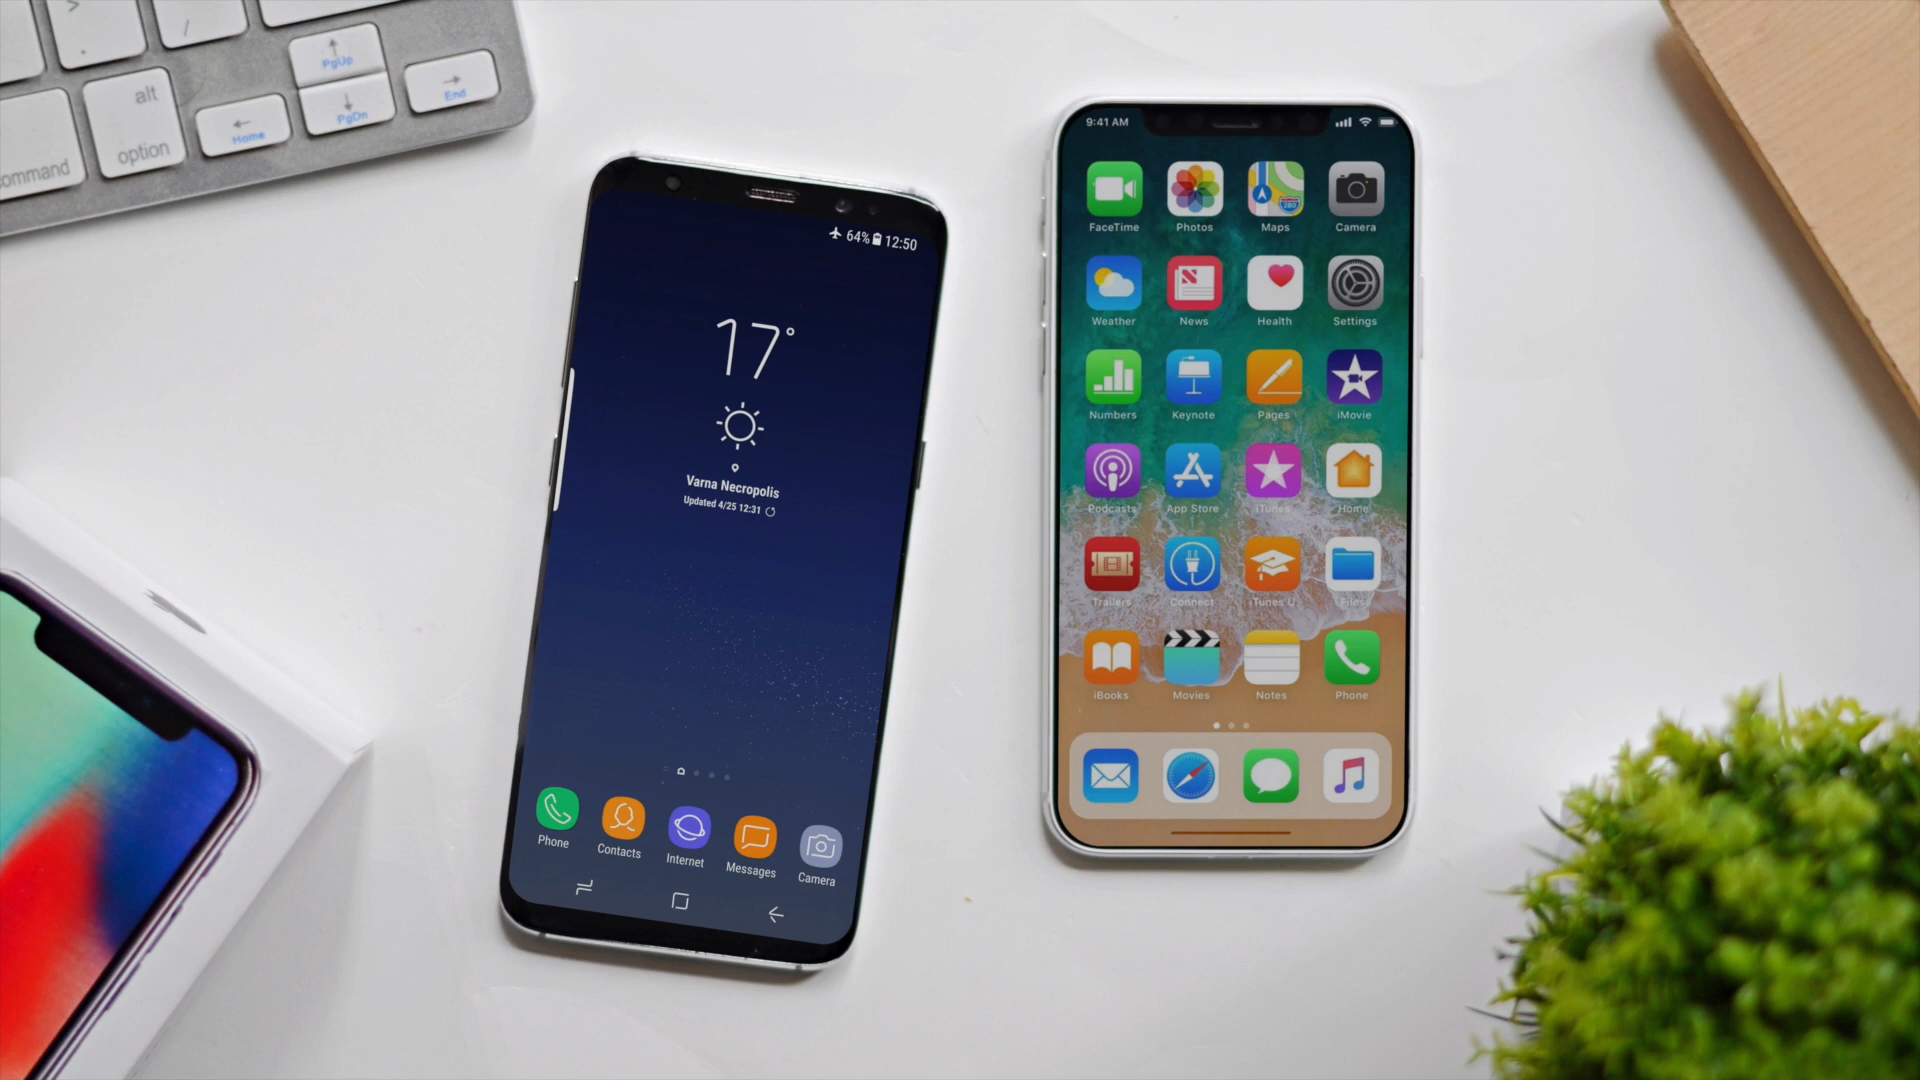 alt
option
command
PgUp
PgDn
Home
End
64% 12:50
17°
Varna Necropolis
Updated 4/25 12:31
Phone
Contacts
Internet
Messages
Camera
9:41 AM
FaceTime
Photos
Maps
Camera
280
Weather
News
Health
Settings
Numbers
Keynote
Pages
iMovie
Podcasts
App Store
iTunes
Home
Trailers
Connect
iTunes U
Files
iBooks
Movies
Notes
Phone